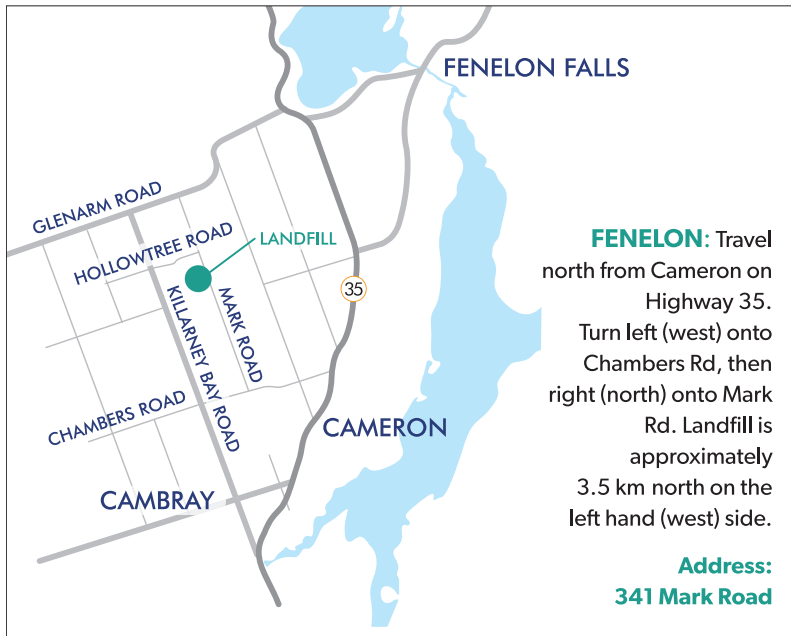 FENELON FALLS
GLENARM ROAD
HOLLOWTREE ROAD
LANDFILL
35
KILLARNEY BAY ROAD
MARK ROAD
CHAMBERS ROAD
CAMERON
CAMBRAY
FENELON: Travel
north from Cameron on
Highway 35.
Turn left (west) onto
Chambers Rd, then
right (north) onto Mark
Rd. Landfill is
approximately
3.5 km north on the
left hand (west) side.
Address:
341 Mark Road